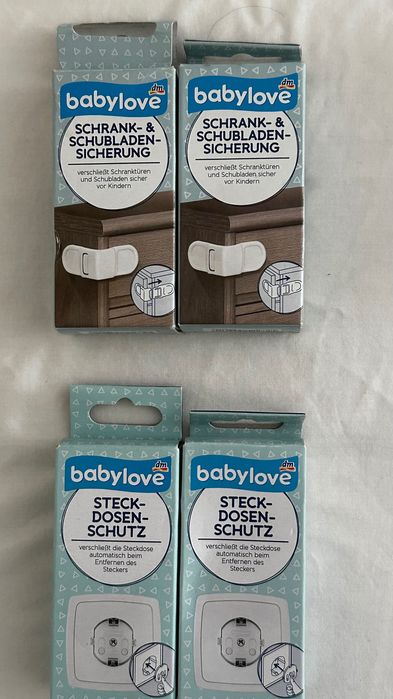 dm
babylove
SCHRANK- &
SCHUBLADEN-
SICHERUNG
verschließt Schranktüren
und Schubladen sicher
vor Kindern
dm
babylove
SCHRANK- &
SCHUBLADEN-
SICHERUNG
verschließt Schranktüren
und Schubladen sicher
vor Kindern
dm
babylove
STECK-
DOSEN-
SCHUTZ
verschließt die Steckdose
automatisch beim
Entfernen des
Steckers
dm
babylove
STECK-
DOSEN-
SCHUTZ
verschließt die Steckdose
automatisch beim
Entfernen des
Steckers